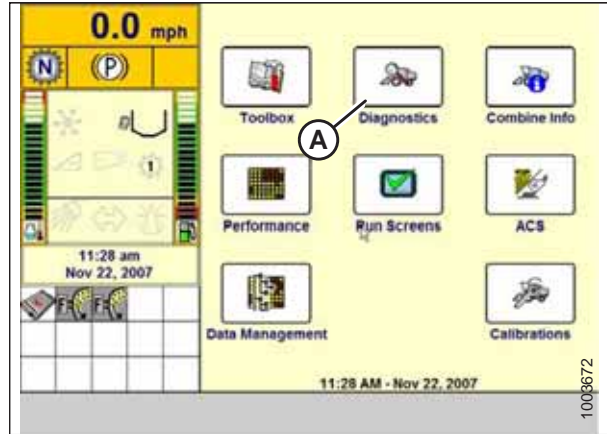 0.0 mph
N
(P)
1
11:28 am
Nov 22, 2007
Toolbox
Diagnostics
Combine Info
A
Performance
Run Screens
ACS
Data Management
Calibrations
11:28 AM - Nov 22, 2007
1003672